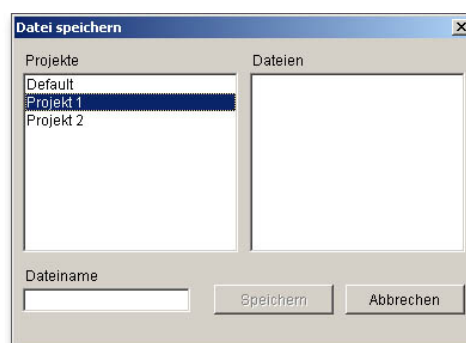 Datei speichern
Projekte
Dateien
Default
Projekt 1
Projekt 2
Dateiname
Speichern
Abbrechen